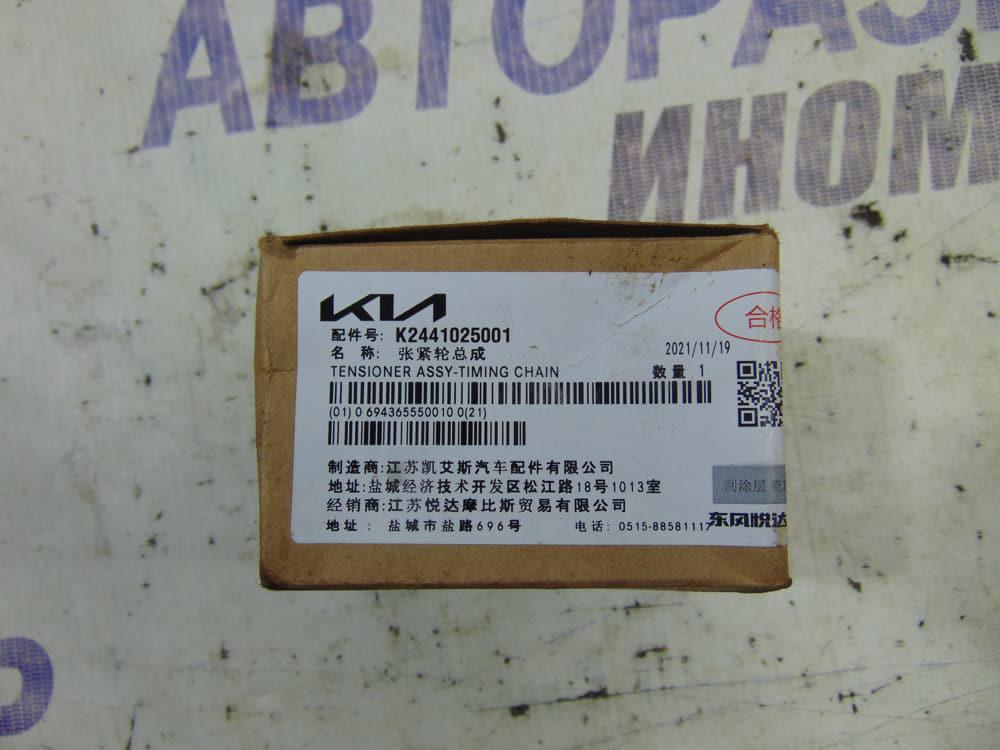 АВТОРАЗ
ИНОМ
KIA
配件号: K2441025001
合格
名 称: 张紧轮总成
2021/11/19
TENSIONER ASSY-TIMING CHAIN
数量 1
(01) 0 694365550010 0(21)
制造商:江苏凯艾斯汽车配件有限公司
地址:盐城经济技术开发区松江路18号1013室
刮涂层
经销商:江苏悦达摩比斯贸易有限公司
东风悦达
地址: 盐城市盐路696号 电话: 0515-88581117